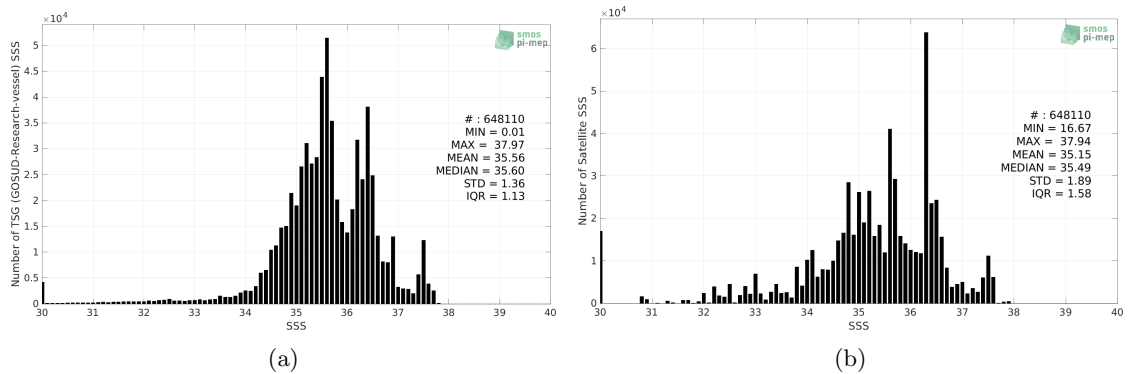 ×10⁴
5
4.5
4
3.5
3
2.5
2
1.5
1
0.5
0
Number of TSG (GOSUD-Research-vessel) SSS
smos
pi-mep
# : 648110
MIN = 0.01
MAX = 37.97
MEAN = 35.56
MEDIAN = 35.60
STD = 1.36
IQR = 1.13
30 31 32 33 34 35 36 37 38 39 40
SSS
(a)
×10⁴
6
5
4
3
2
1
0
Number of Satellite SSS
smos
pi-mep
# : 648110
MIN = 16.67
MAX = 37.94
MEAN = 35.15
MEDIAN = 35.49
STD = 1.89
IQR = 1.58
30 31 32 33 34 35 36 37 38 39 40
SSS
(b)